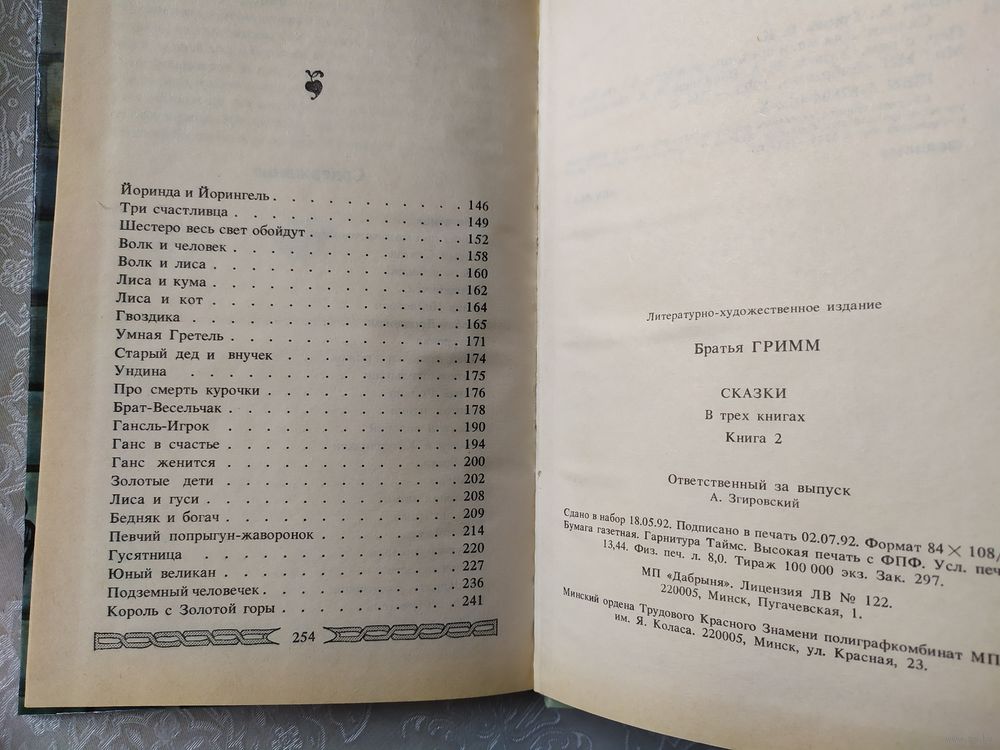 Йоринда и Йорингель . . . . . . . . . . . 146
Три счастливца . . . . . . . . . . . . . 149
Шестеро весь свет обойдут . . . . . . . . . 152
Волк и человек . . . . . . . . . . . . . 158
Волк и лиса . . . . . . . . . . . . . . 160
Лиса и кума . . . . . . . . . . . . . . 162
Лиса и кот . . . . . . . . . . . . . . 164
Гвоздика . . . . . . . . . . . . . . . 165
Умная Гретель . . . . . . . . . . . . . 171
Старый дед и внучек . . . . . . . . . . . 174
Ундина . . . . . . . . . . . . . . . 175
Про смерть курочки . . . . . . . . . . . 176
Брат-Весельчак . . . . . . . . . . . . . 178
Гансль-Игрок . . . . . . . . . . . . . 190
Ганс в счастье . . . . . . . . . . . . . 194
Ганс женится . . . . . . . . . . . . . 200
Золотые дети . . . . . . . . . . . . . 202
Лиса и гуси . . . . . . . . . . . . . . 208
Бедняк и богач . . . . . . . . . . . . . 209
Певчий попрыгун-жаворонок . . . . . . . . 214
Гусятница . . . . . . . . . . . . . . 220
Юный великан . . . . . . . . . . . . . 227
Подземный человечек . . . . . . . . . . . 236
Король с Золотой горы . . . . . . . . . . 241
254
Литературно-художественное издание
Братья ГРИММ
СКАЗКИ
В трех книгах
Книга 2
Ответственный за выпуск
А. Згировский
Сдано в набор 18.05.92. Подписано в печать 02.07.92. Формат 84×108/
Бумага газетная. Гарнитура Таймс. Высокая печать с ФПФ. Усл. печ
13,44. Физ. печ. л. 8,0. Тираж 100 000 экз. Зак. 297.
МП «Дабрыня». Лицензия ЛВ № 122.
220005, Минск, Пугачевская, 1.
Минский ордена Трудового Красного Знамени полиграфкомбинат МП
им. Я. Коласа. 220005, Минск, ул. Красная, 23.